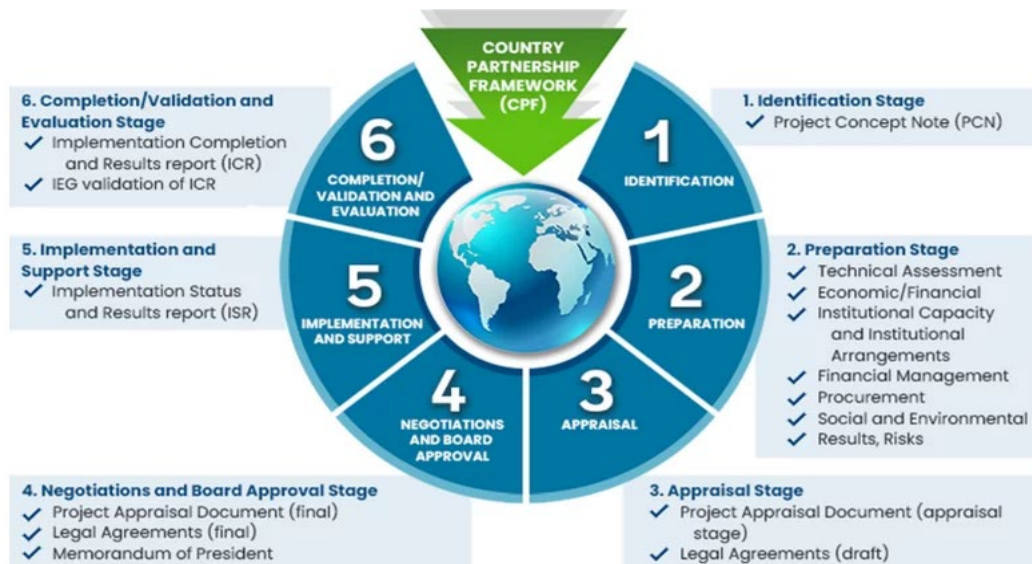 COUNTRY
PARTNERSHIP
FRAMEWORK
(CPF)
1
IDENTIFICATION
2
PREPARATION
3
APPRAISAL
4
NEGOTIATIONS
AND BOARD
APPROVAL
5
IMPLEMENTATION
AND SUPPORT
6
COMPLETION/
VALIDATION AND
EVALUATION
1. Identification Stage
Project Concept Note (PCN)
2. Preparation Stage
Technical Assessment
Economic/Financial
Institutional Capacity
and Institutional
Arrangements
Financial Management
Procurement
Social and Environmental
Results, Risks
3. Appraisal Stage
Project Appraisal Document (appraisal
stage)
Legal Agreements (draft)
4. Negotiations and Board Approval Stage
Project Appraisal Document (final)
Legal Agreements (final)
Memorandum of President
5. Implementation and
Support Stage
Implementation Status
and Results report (ISR)
6. Completion/Validation and
Evaluation Stage
Implementation Completion
and Results report (ICR)
IEG validation of ICR